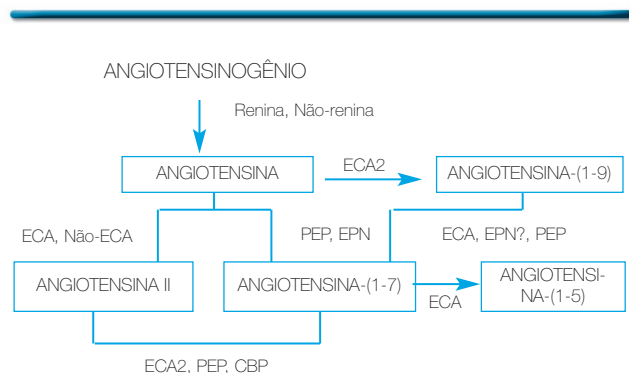 ANGIOTENSINOGÊNIO
Renina, Não-renina
ANGIOTENSINA
ECA2
ANGIOTENSINA-(1-9)
ECA, Não-ECA
PEP, EPN
ECA, EPN?, PEP
ANGIOTENSINA II
ANGIOTENSINA-(1-7)
ECA
ANGIOTENSI-
NA-(1-5)
ECA2, PEP, CBP